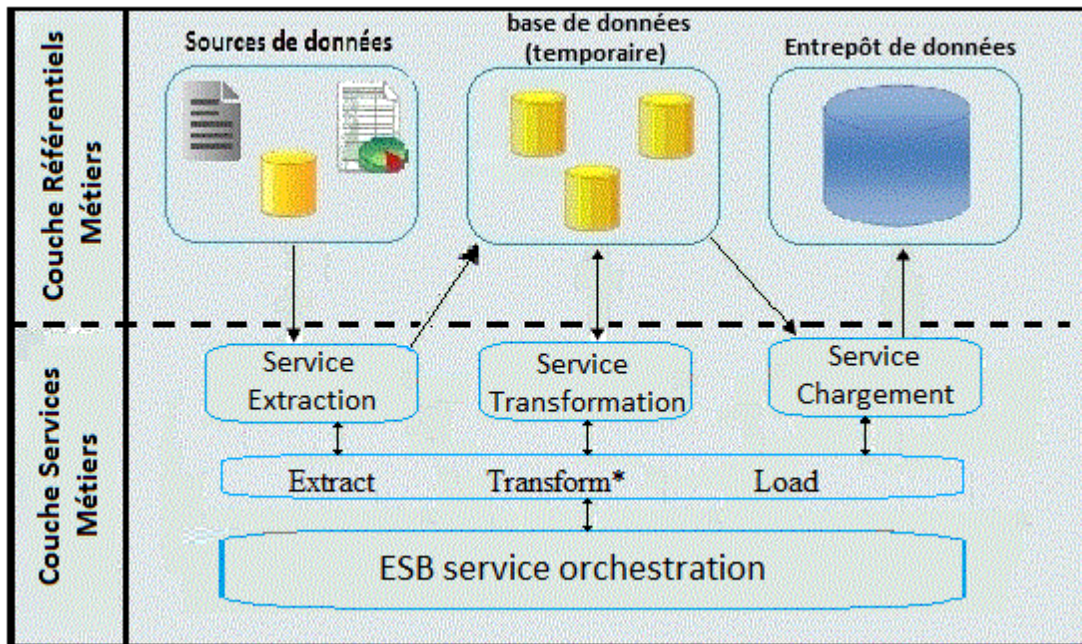 Couche Référentiels
Métiers
Sources de données
base de données
(temporaire)
Entrepôt de données
Couche Services
Métiers
Service
Extraction
Service
Transformation
Service
Chargement
Extract Transform* Load
ESB service orchestration